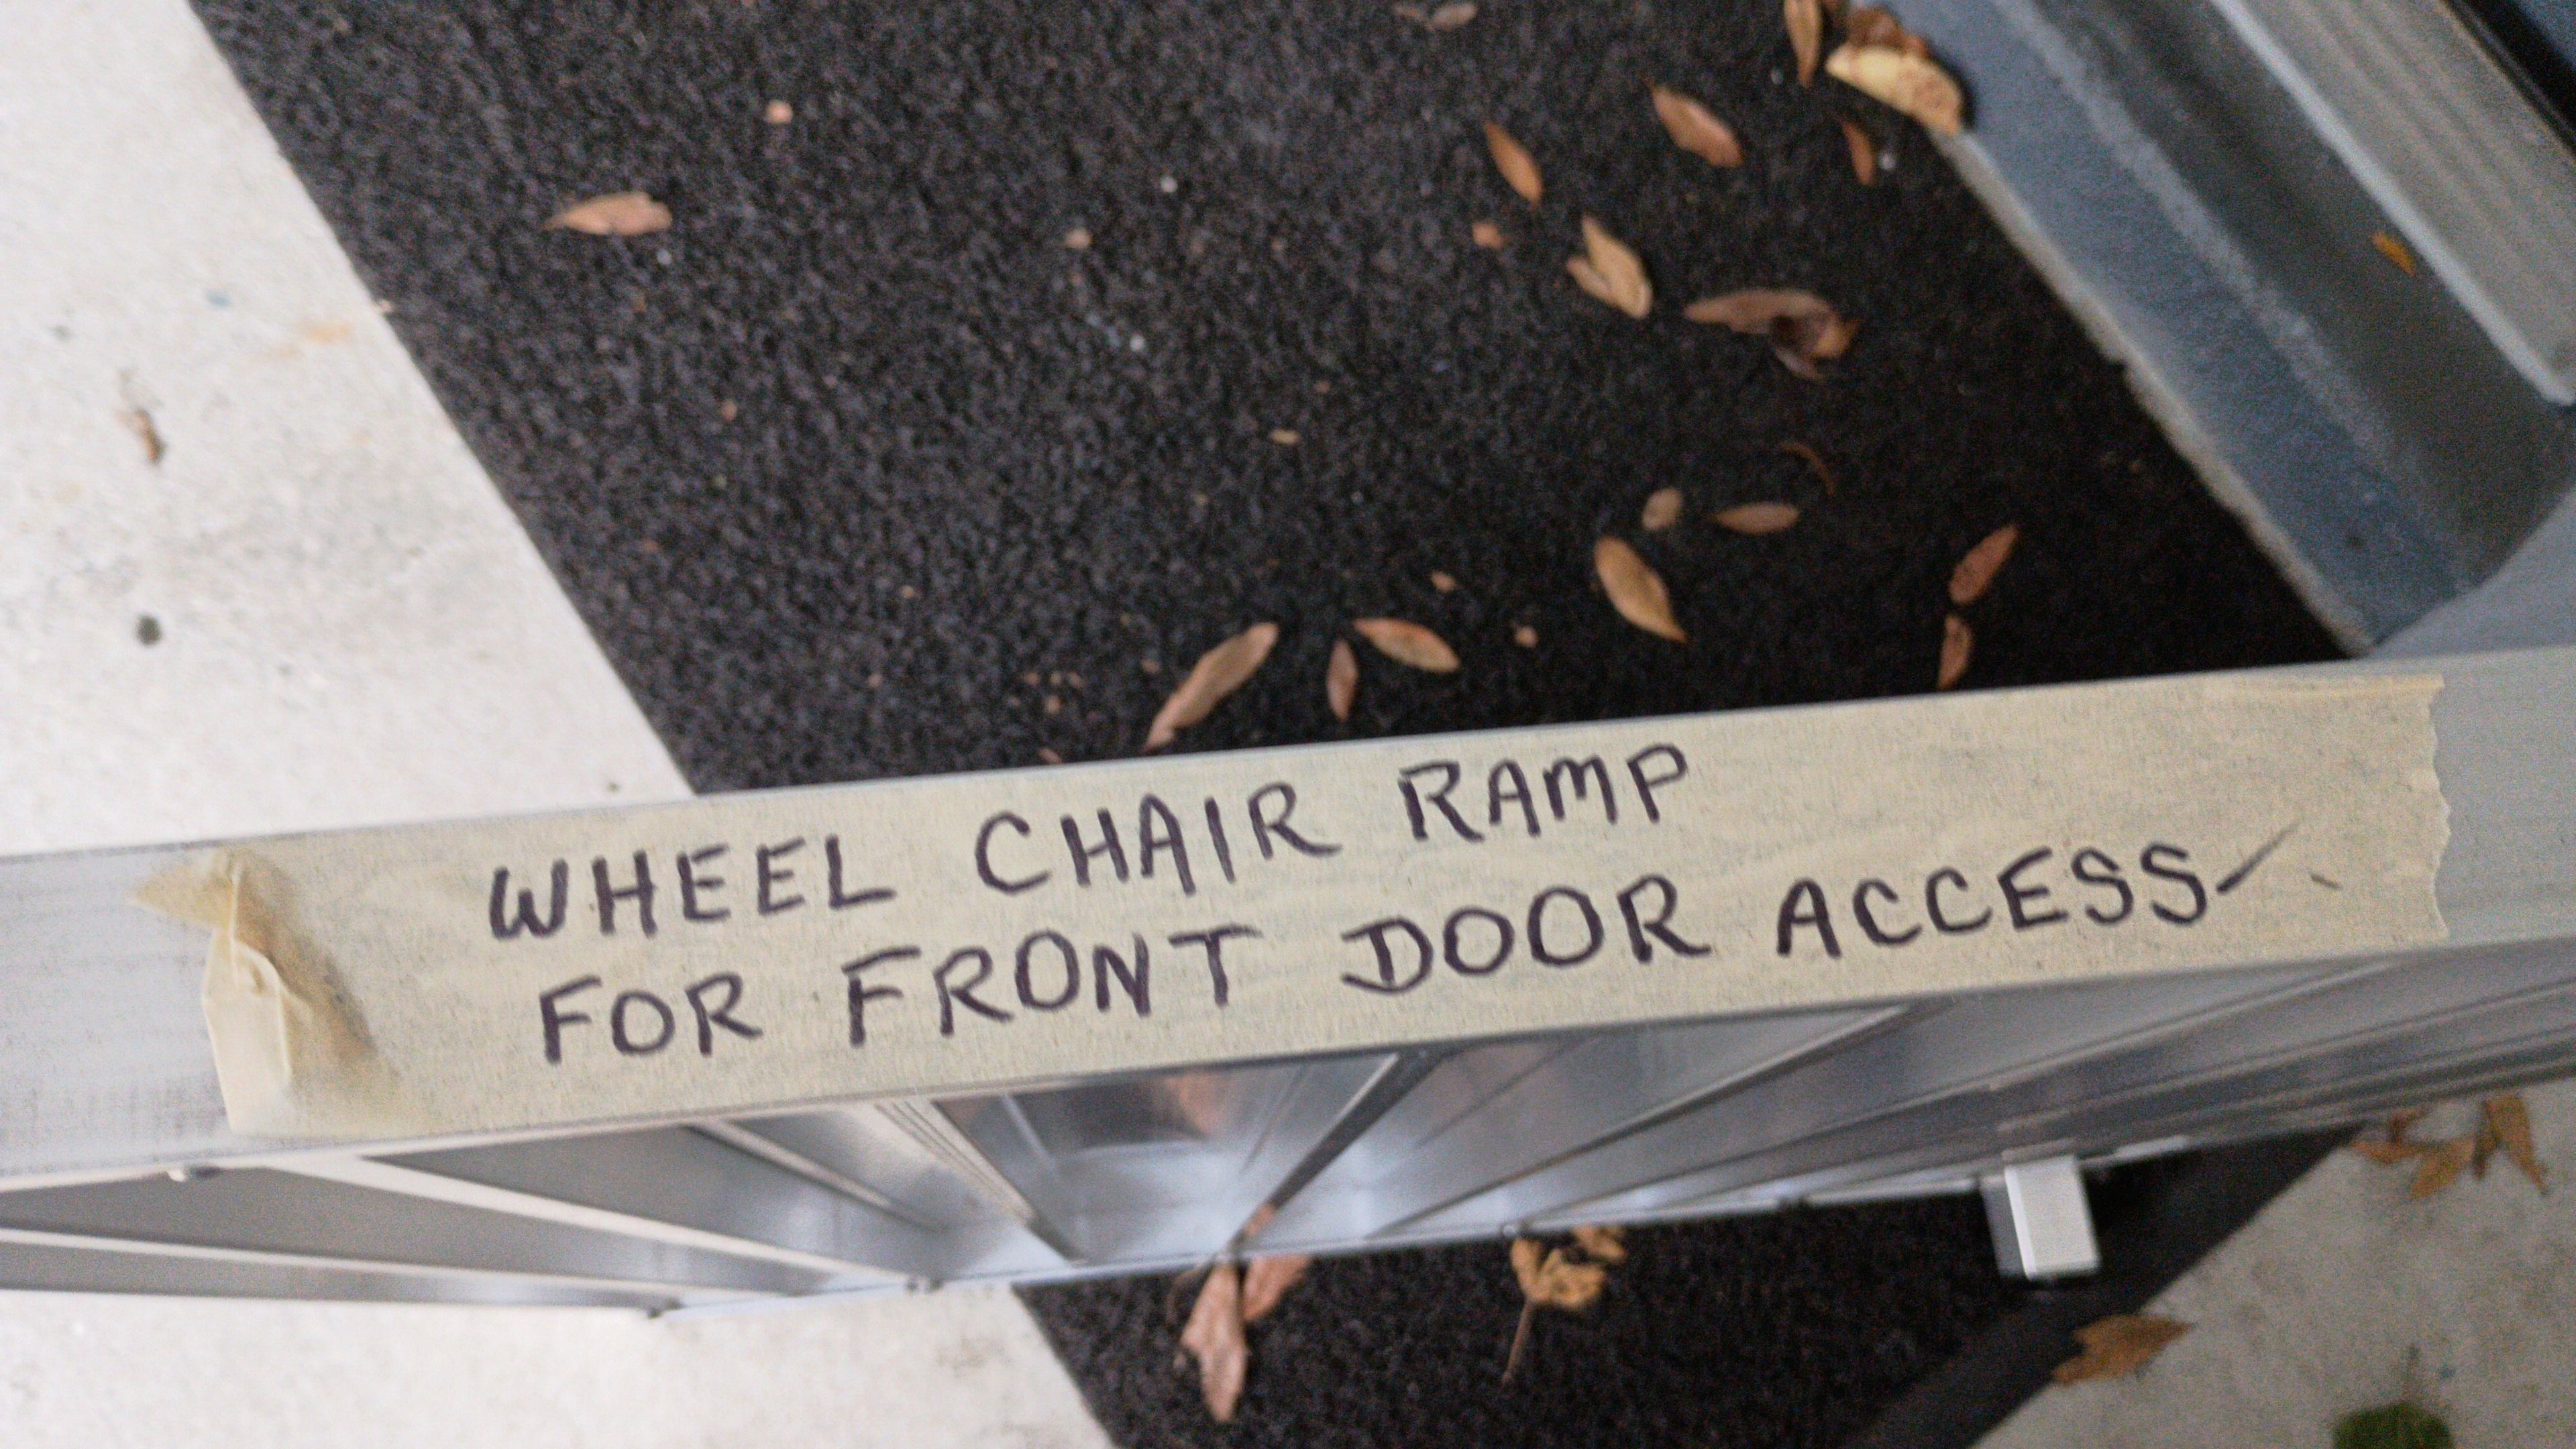 WHEEL CHAIR RAMP
FOR FRONT DOOR ACCESS